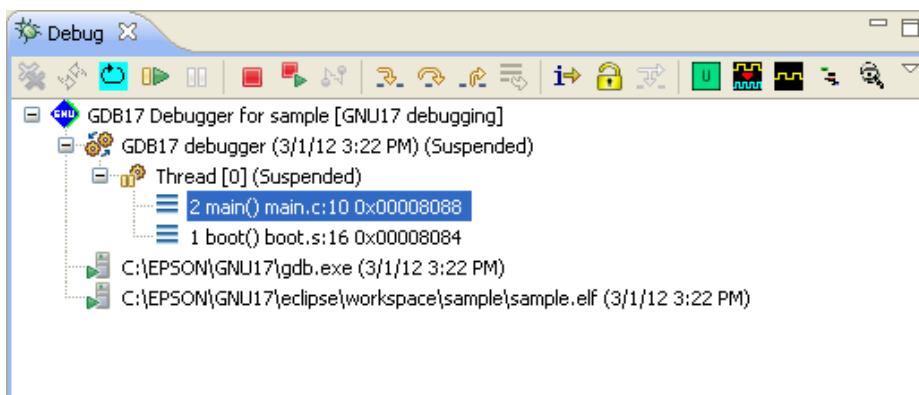 Debug
i
U
GNU GDB17 Debugger for sample [GNU17 debugging]
GDB17 debugger (3/1/12 3:22 PM) (Suspended)
Thread [0] (Suspended)
2 main() main.c:10 0x00008088
1 boot() boot.s:16 0x00008084
C:\EPSON\GNU17\gdb.exe (3/1/12 3:22 PM)
C:\EPSON\GNU17\eclipse\workspace\sample\sample.elf (3/1/12 3:22 PM)